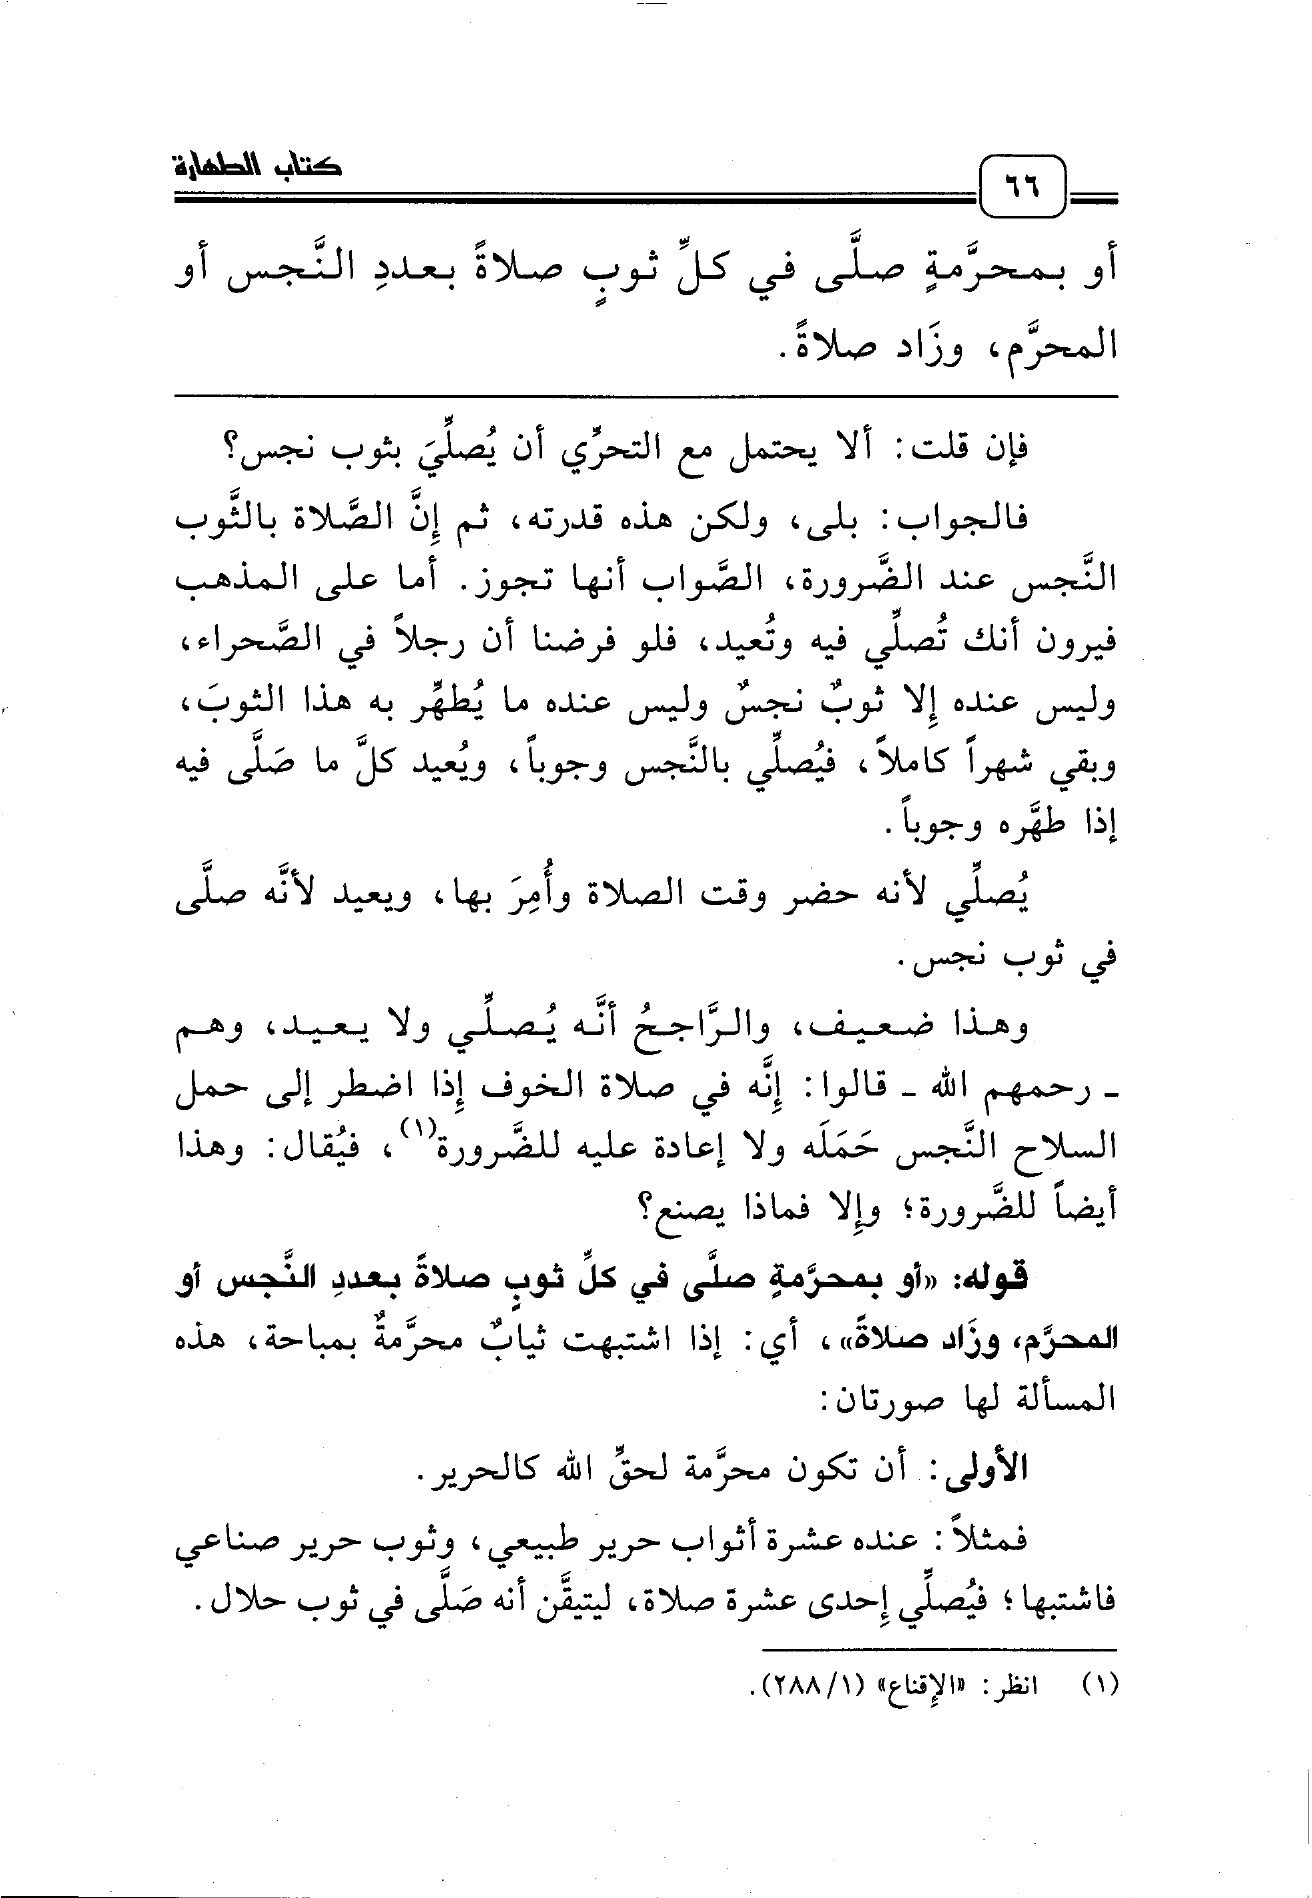 ٦٦
كتاب الطهارة
أو بمحرَّمةٍ صلَّى في كلِّ ثوبٍ صلاةً بعددِ النَّجس أو
المحرَّم، وزَاد صلاةً.
فإن قلت: ألا يحتمل مع التحرِّي أن يُصلِّيَ بثوب نجس؟
فالجواب: بلى، ولكن هذه قدرته، ثم إِنَّ الصَّلاة بالثَّوب
النَّجس عند الضَّرورة، الصَّواب أنها تجوز. أما على المذهب
فيرون أنك تُصلِّي فيه وتُعيد، فلو فرضنا أن رجلاً في الصَّحراء،
وليس عنده إِلا ثوبٌ نجسٌ وليس عنده ما يُطهِّر به هذا الثوبَ،
وبقي شهراً كاملاً، فيُصلِّي بالنَّجس وجوباً، ويُعيد كلَّ ما صَلَّى فيه
إذا طهَّره وجوباً.
يُصلِّي لأنه حضر وقت الصلاة وأُمِرَ بها، ويعيد لأنَّه صلَّى
في ثوب نجس.
وهذا ضعيف، والرَّاجحُ أنَّه يُصلِّي ولا يعيد، وهم
ـ رحمهم الله ـ قالوا: إِنَّه في صلاة الخوف إِذا اضطر إلى حمل
السلاح النَّجس حَمَلَه ولا إعادة عليه للضَّرورة(١)، فيُقال: وهذا
أيضاً للضَّرورة؛ وإِلا فماذا يصنع؟
قوله: «أو بمحرَّمةٍ صلَّى في كلِّ ثوبٍ صلاةً بعددِ النَّجس أو
المحرَّم، وزَاد صلاةً»، أي: إذا اشتبهت ثيابٌ محرَّمةٌ بمباحة، هذه
المسألة لها صورتان:
الأولى: أن تكون محرَّمة لحقِّ الله كالحرير.
فمثلاً: عنده عشرة أثواب حرير طبيعي، وثوب حرير صناعي
فاشتبها؛ فيُصلِّي إِحدى عشرة صلاة، ليتيقَّن أنه صَلَّى في ثوب حلال.
(١) انظر: «الإِقناع» (٢٨٨/١).